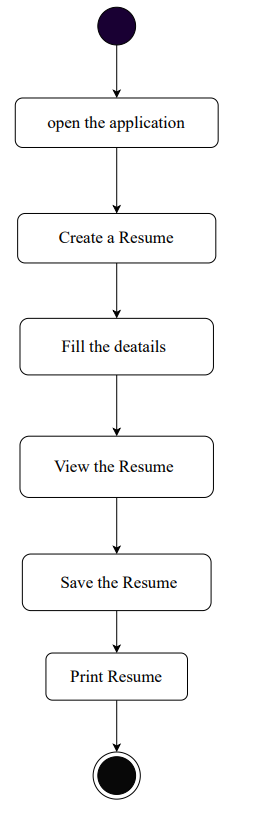 open the application
Create a Resume
Fill the deatails
View the Resume
Save the Resume
Print Resume